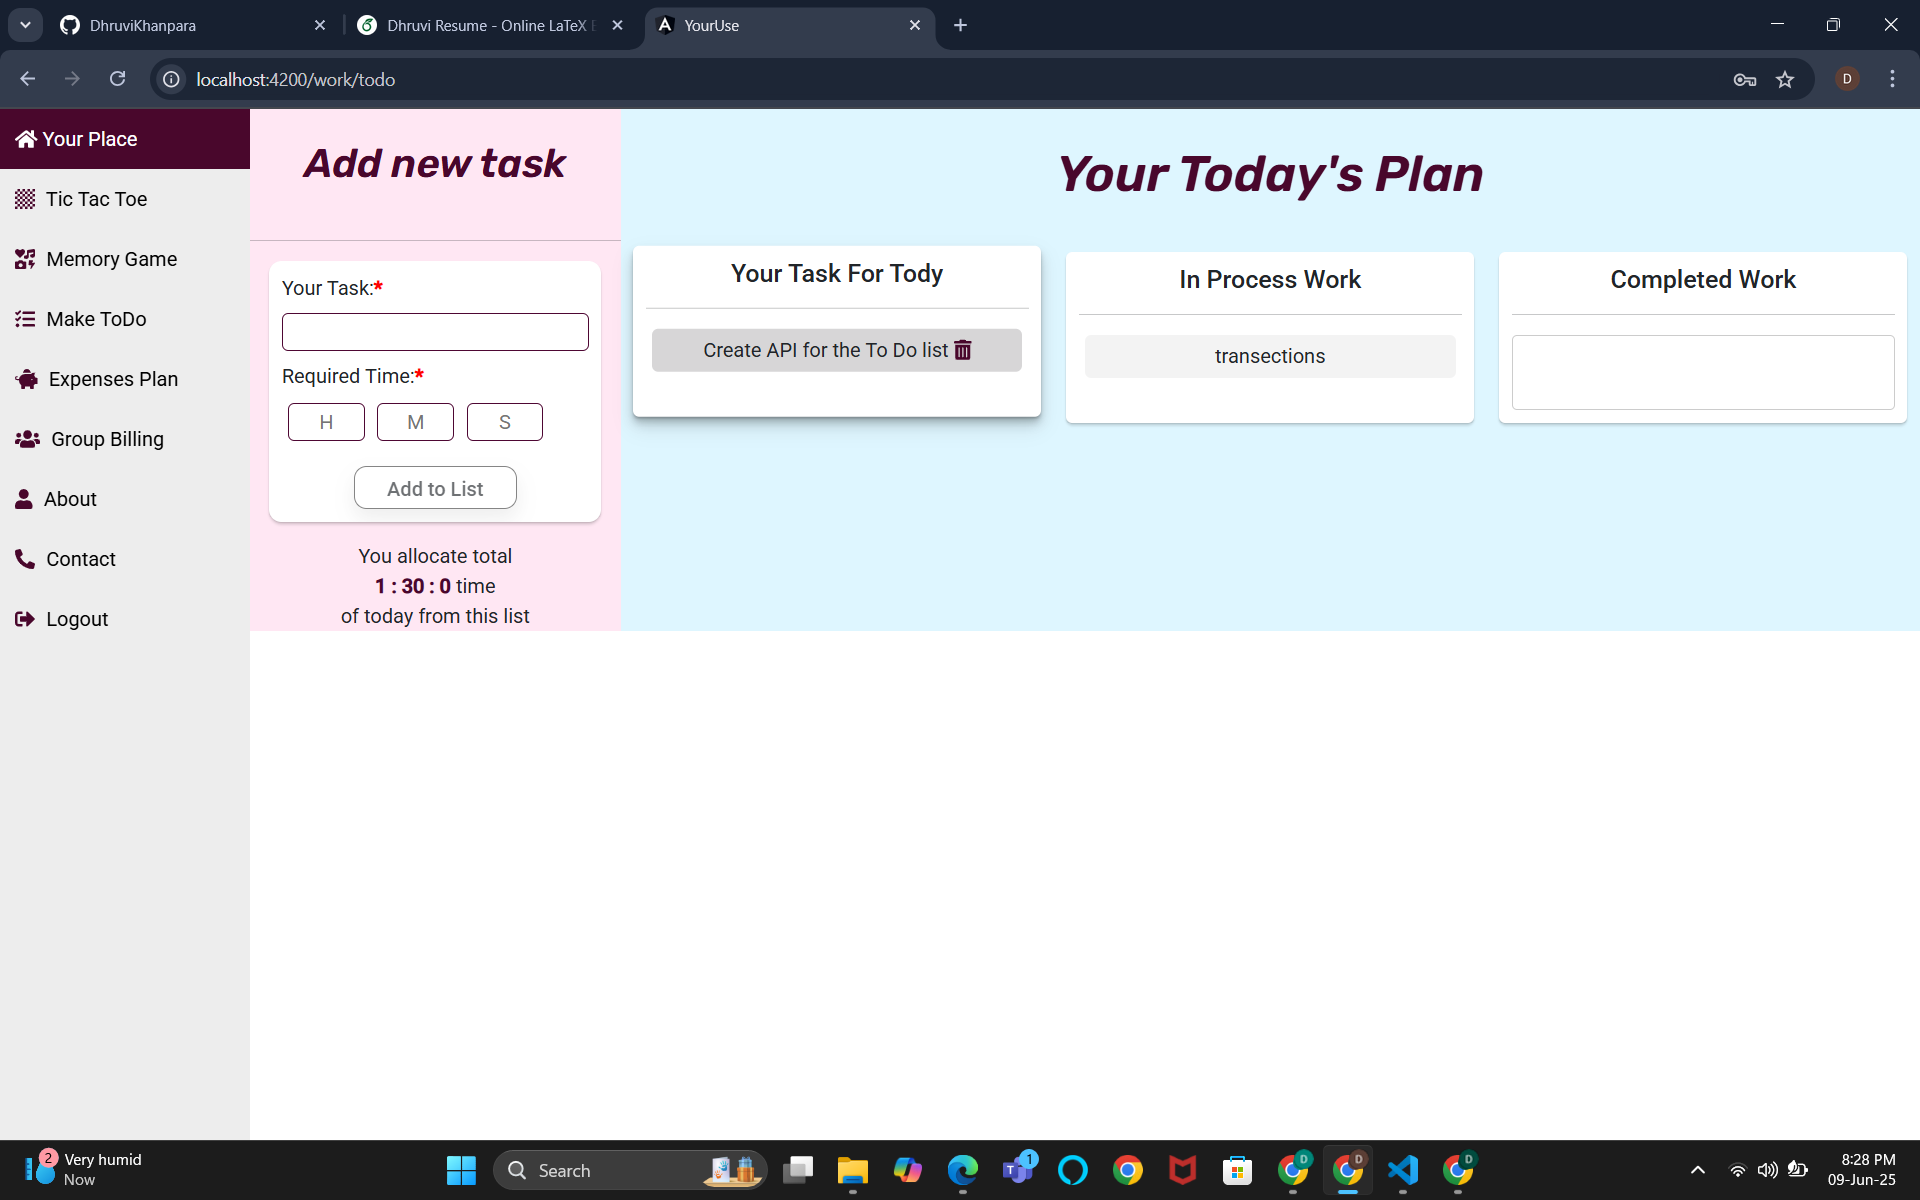 DhruviKhanpara
Dhruvi Resume - Online LaTeX E
YourUse
localhost:4200/work/todo
D
Your Place
Tic Tac Toe
Memory Game
Make ToDo
Expenses Plan
Group Billing
About
Contact
Logout
Add new task
Your Task:*
Required Time:*
H M S
Add to List
You allocate total
1 : 30 : 0 time
of today from this list
Your Today's Plan
Your Task For Tody
Create API for the To Do list
In Process Work
transections
Completed Work
2
Very humid
Now
Search
1
T
D
D
D
8:28 PM
09-Jun-25